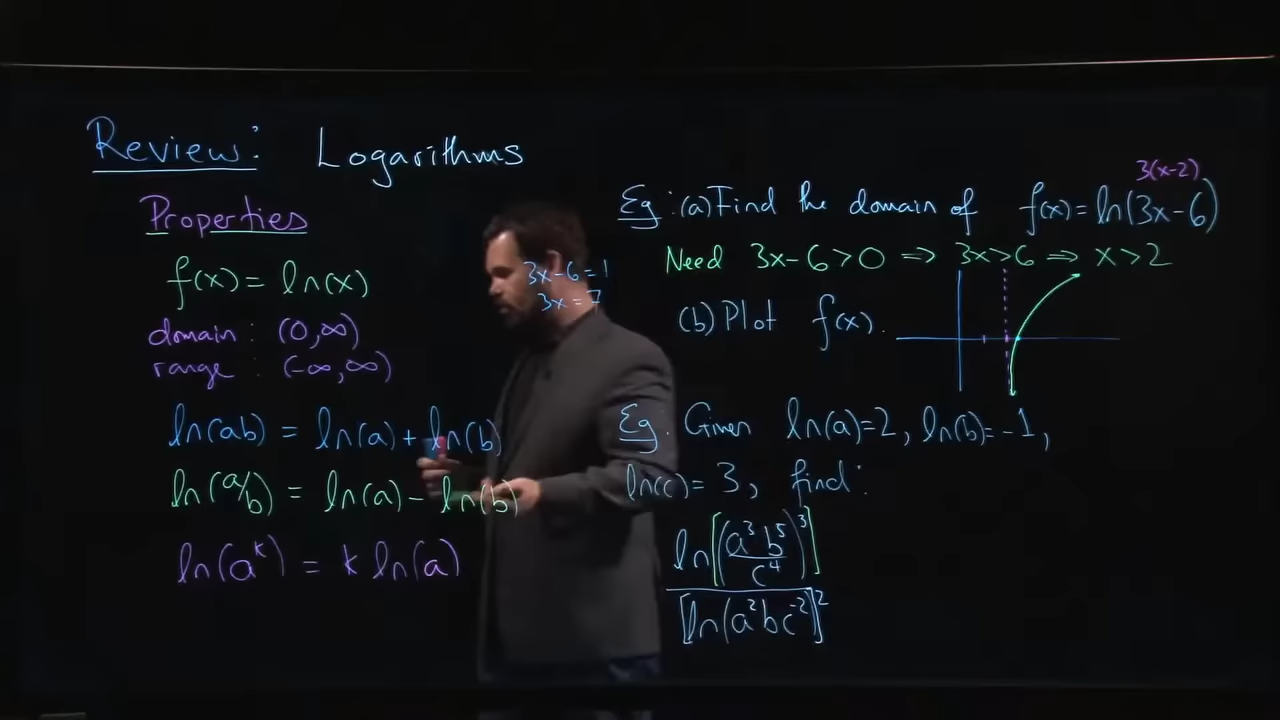 Review: Logarithms
Properties
f(x) = ln(x)
domain: (0,∞)
range: (-∞,∞)
ln(ab) = ln(a) + ln(b)
ln(a/b) = ln(a) - ln(b)
ln(a^k) = k ln(a)
3x-6=1
3x=7
3(x-2)
Eg: (a) Find the domain of f(x)=ln(3x-6)
Need 3x-6>0 ⇒ 3x>6 ⇒ x>2
(b) Plot f(x).
Eg: Given ln(a)=2, ln(b)=-1,
ln(c)=3, find:
ln[((a^3 b^5)/(c^4))^3]
[ln(a^2bc^-2)]^2